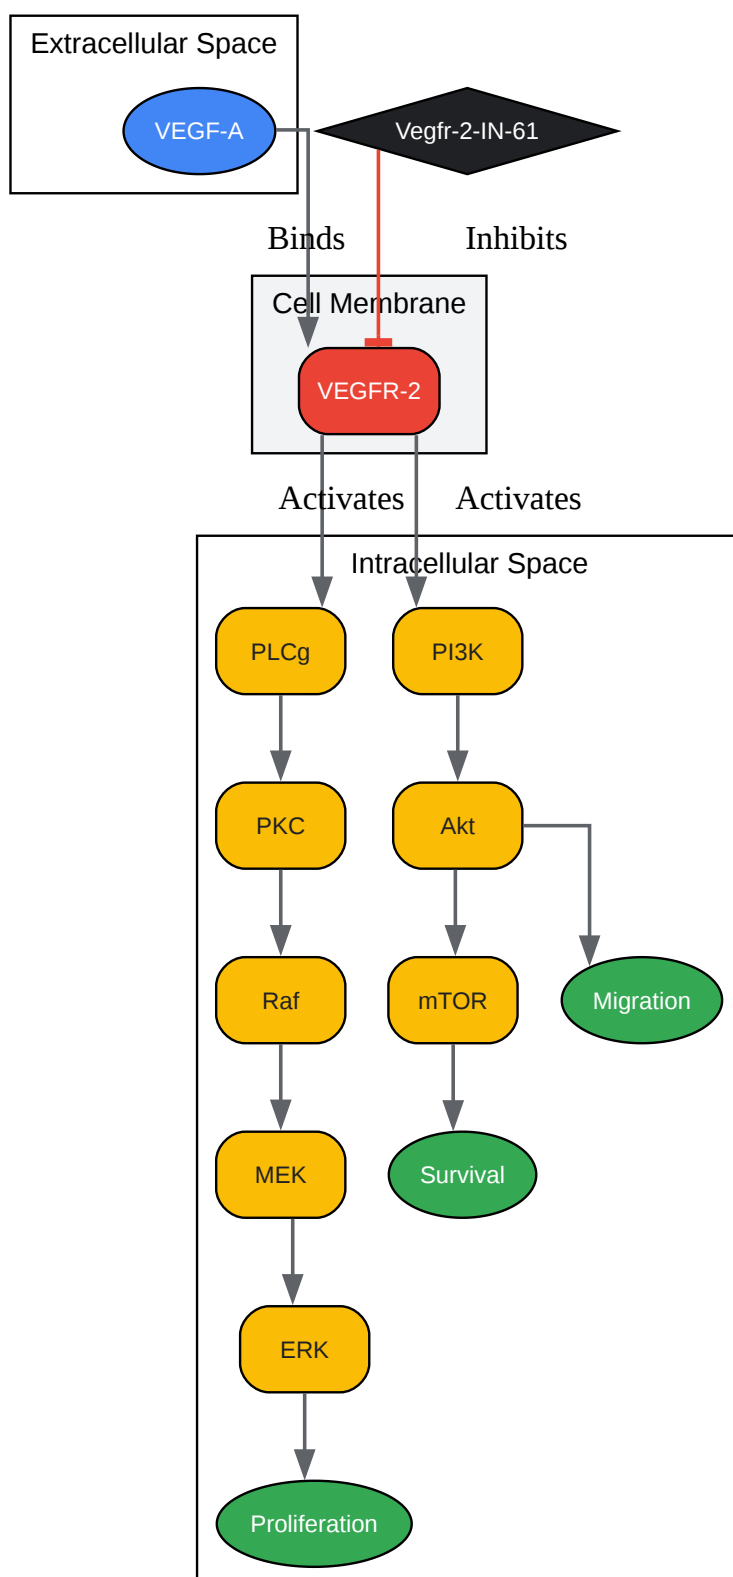 Extracellular Space
VEGF-A
Vegfr-2-IN-61
Binds
Inhibits
Cell Membrane
VEGFR-2
Activates
Activates
Intracellular Space
PLCg
PI3K
PKC
Akt
Raf
mTOR
Migration
MEK
Survival
ERK
Proliferation